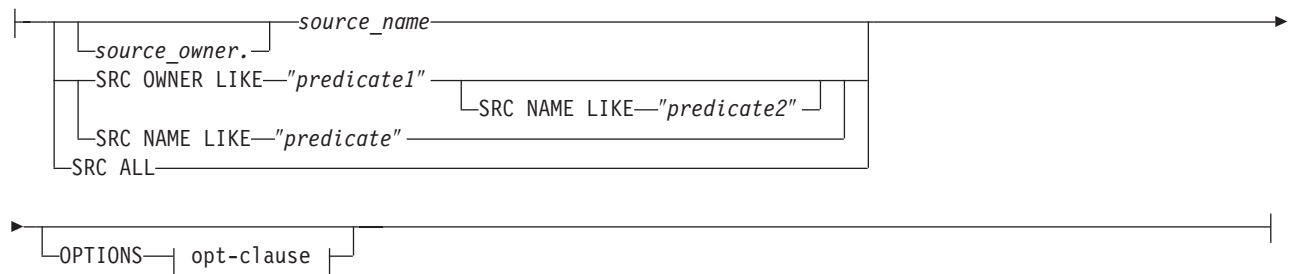 source_name
source_owner.
SRC OWNER LIKE "predicate1"
SRC NAME LIKE "predicate2"
SRC NAME LIKE "predicate"
SRC ALL
OPTIONS opt-clause